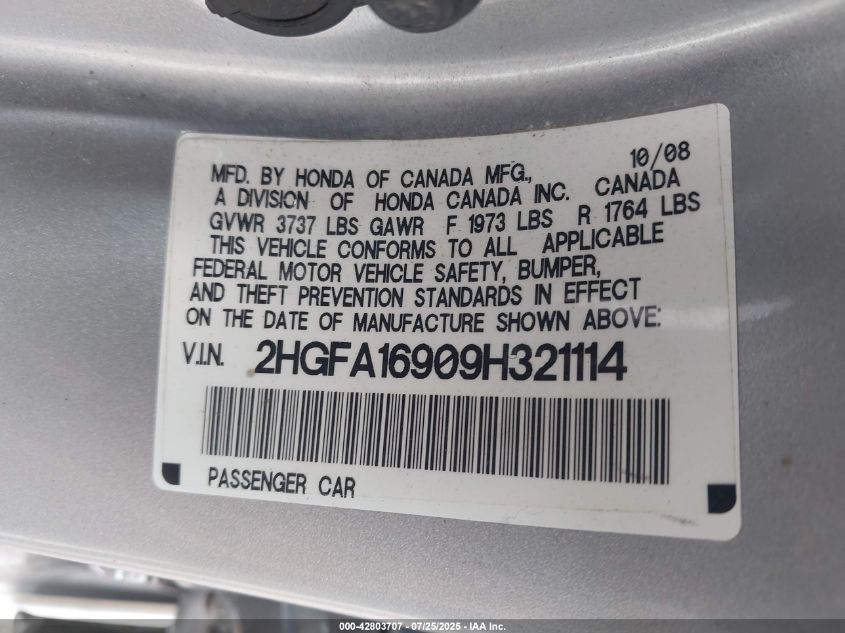 10/08
MFD. BY HONDA OF CANADA MFG.,
A DIVISION OF HONDA CANADA INC. CANADA
GVWR 3737 LBS GAWR F 1973 LBS R 1764 LBS
THIS VEHICLE CONFORMS TO ALL APPLICABLE
FEDERAL MOTOR VEHICLE SAFETY, BUMPER,
AND THEFT PREVENTION STANDARDS IN EFFECT
ON THE DATE OF MANUFACTURE SHOWN ABOVE:
V.I.N. 2HGFA16909H321114
PASSENGER CAR
000-42803707 - 07/25/2025 - IAA Inc.